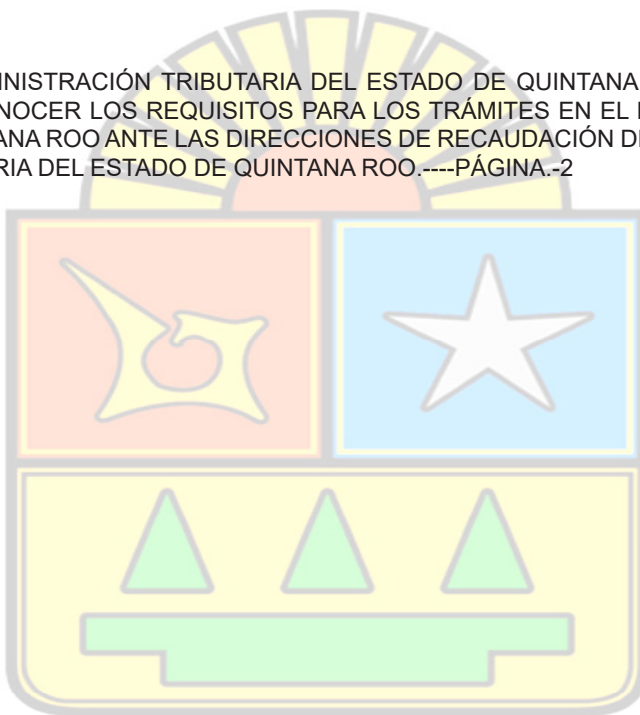 NISTRACIÓN TRIBUTARIA DEL ESTADO DE QUINTANA
NOCER LOS REQUISITOS PARA LOS TRÁMITES EN EL
ANA ROO ANTE LAS DIRECCIONES DE RECAUDACIÓN
RIA DEL ESTADO DE QUINTANA ROO.----PÁGINA.-2